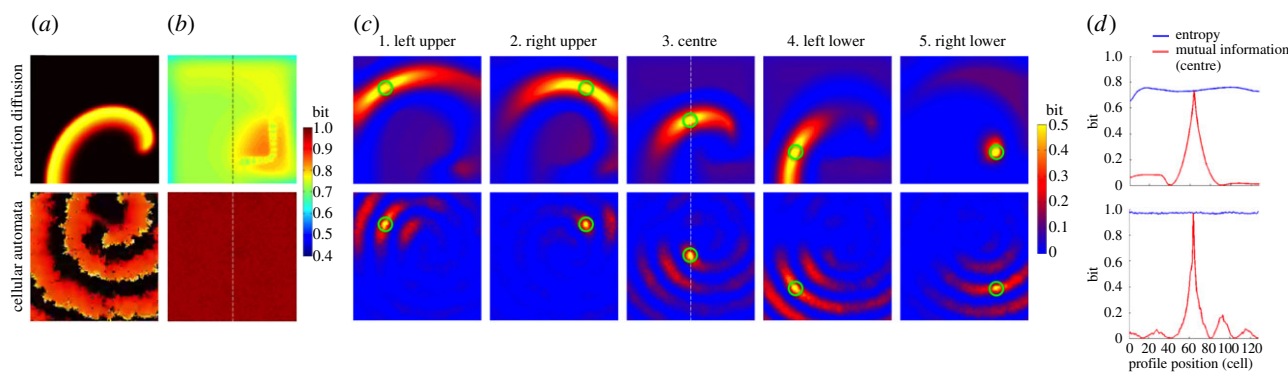 (a) (b) (c) (d)
1. left upper 2. right upper 3. centre 4. left lower 5. right lower
entropy
mutual information
(centre)
reaction diffusion
cellular automata
bit
1.0
0.9
0.8
0.7
0.6
0.5
0.4
bit
0.5
0.4
0.3
0.2
0.1
0
bit
1.0
0.8
0.6
0.4
0.2
0
bit
1.0
0.8
0.6
0.4
0.2
0
0 20 40 60 80 100 120
profile position (cell)